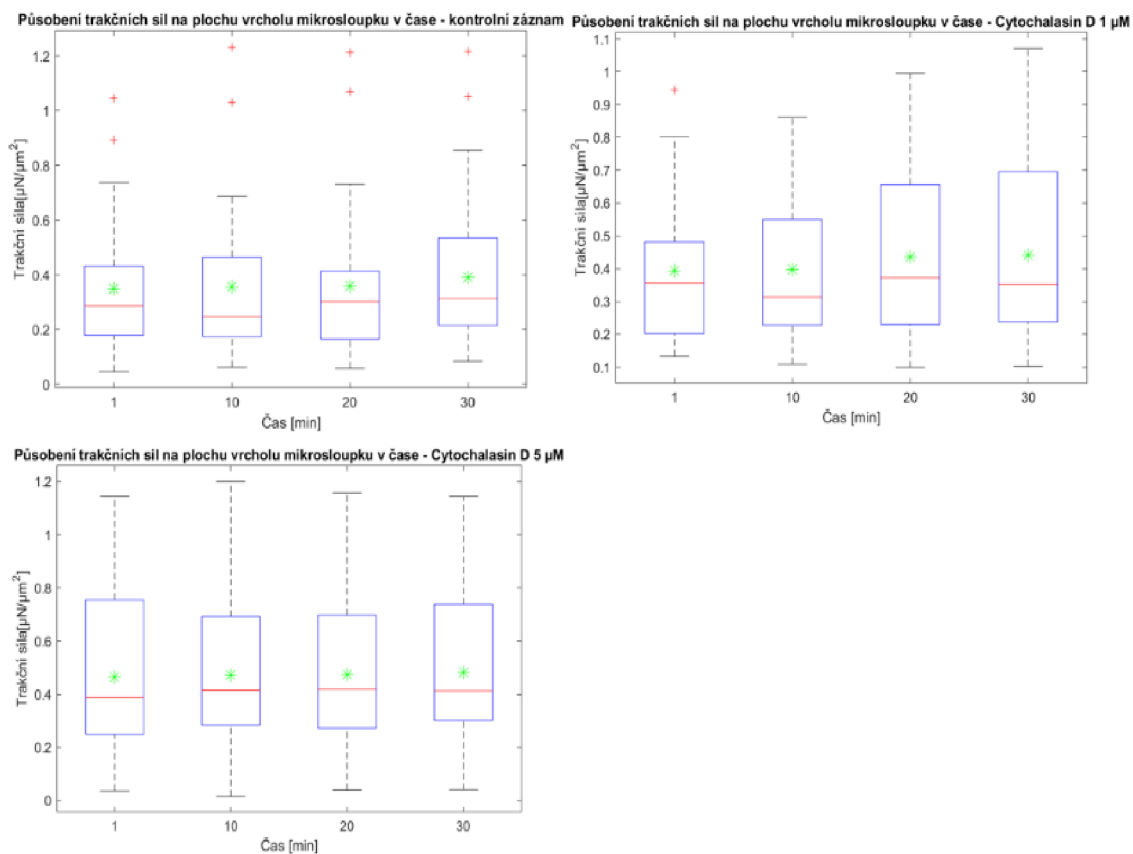 Působení trakčních sil na plochu vrcholu mikrosloupku v čase - kontrolní záznam
1.2
1
0.8
0.6
0.4
0.2
0
Trakční síla[μN/μm²]
1 10 20 30
Čas [min]
Působení trakčních sil na plochu vrcholu mikrosloupku v čase - Cytochalasin D 1 μM
1.1
1
0.9
0.8
0.7
0.6
0.5
0.4
0.3
0.2
0.1
Trakční síla[μN/μm²]
1 10 20 30
Čas [min]
Působení trakčních sil na plochu vrcholu mikrosloupku v čase - Cytochalasin D 5 μM
1.2
1
0.8
0.6
0.4
0.2
0
Trakční síla[μN/μm²]
1 10 20 30
Čas [min]